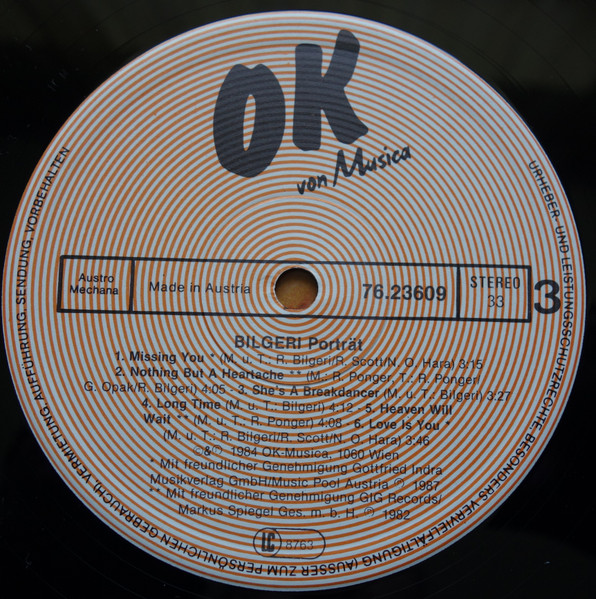 OK
von Musica
Austro
Mechana
Made in Austria
76.23609
STEREO
33
3
BILGERI Porträt
1. Missing You * (M. u. T.: R. Bilgeri/R. Scott/N. O. Hara) 3:15
2. Nothing But A Heartache ** (M.: R. Ponger, T.: R. Ponger/
G. Opak/R. Bilgeri) 4:05 - 3. She's A Breakdancer (M. u. T.: Bilgeri) 3:27
4. Long Time (M. u. T.: Bilgeri) 4:12 - 5. Heaven Will
Wait ** (M. u. T.: R. Ponger) 4:08 - 6. Love Is You *
(M. u. T.: R. Bilgeri/R. Scott/N. O. Hara) 3:46
©&℗ 1984 OK-Musica, 1060 Wien
* Mit freundlicher Genehmigung Gottfried Indra
Musikverlag GmbH/Music Pool Austria ℗ 1987
** Mit freundlicher Genehmigung GIG Records/
Markus Spiegel Ges. m. b. H. ℗ 1982
LC 8763
URHEBER- UND LEISTUNGSSCHUTZRECHTE, BESONDERS VERVIELFÄLTIGUNG (AUSSER ZUM PERSÖNLICHEN GEBRAUCH), VERMIETUNG, AUFFÜHRUNG, SENDUNG, VORBEHALTEN